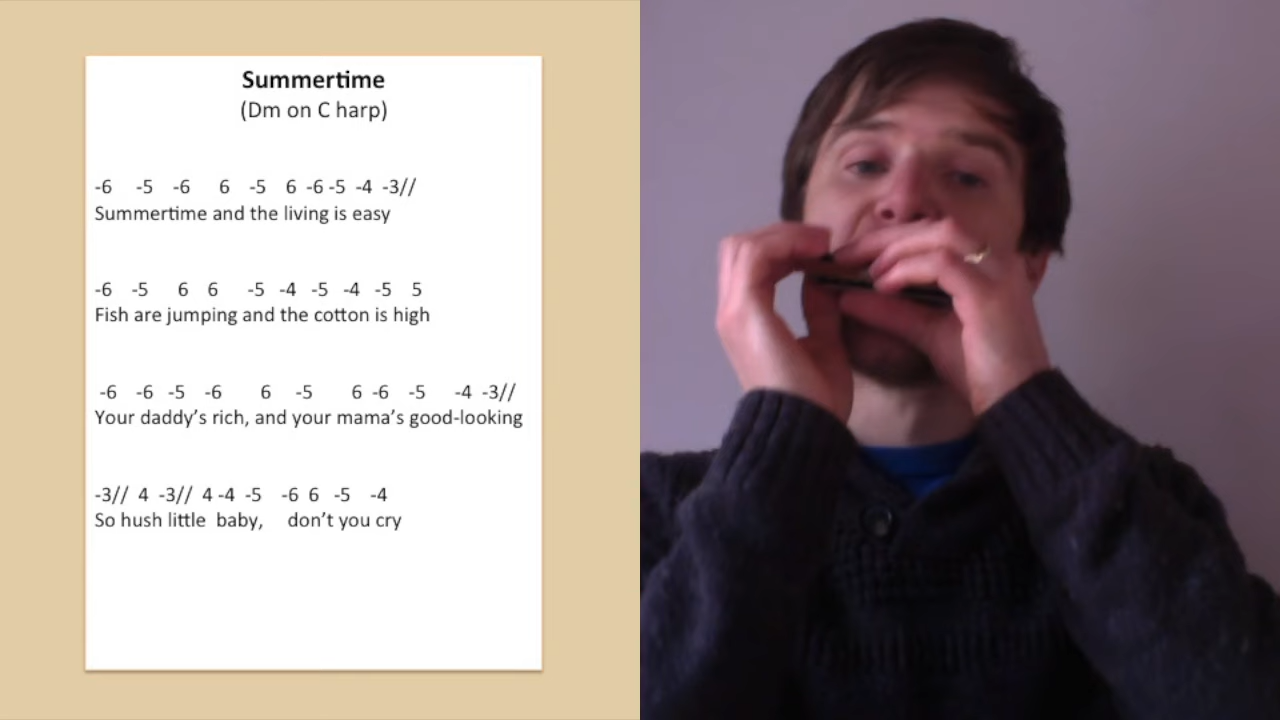 Summertime
(Dm on C harp)
-6 -5 -6 6 -5 6 -6 -5 -4 -3//
Summertime and the living is easy
-6 -5 6 6 -5 -4 -5 -4 -5 5
Fish are jumping and the cotton is high
-6 -6 -5 -6 6 -5 6 -6 -5 -4 -3//
Your daddy's rich, and your mama's good-looking
-3// 4 -3// 4 -4 -5 -6 6 -5 -4
So hush little baby, don't you cry